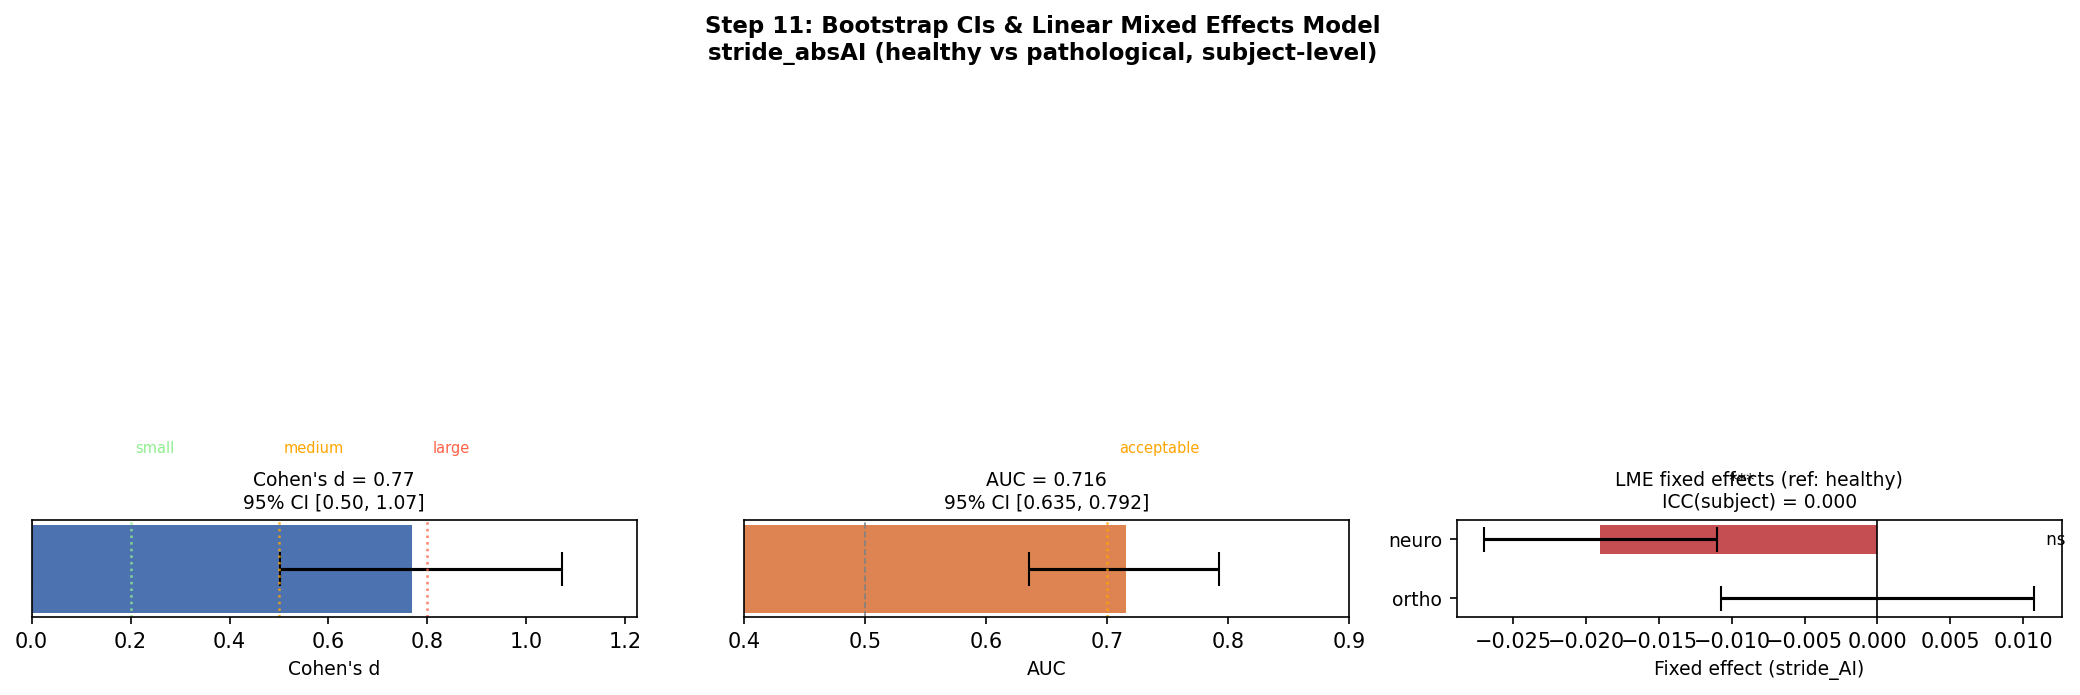 Step 11: Bootstrap CIs & Linear Mixed Effects Model
stride_absAI (healthy vs pathological, subject-level)
small
medium
large
Cohen's d = 0.77
95% CI [0.50, 1.07]
0.0
0.2
0.4
0.6
0.8
1.0
1.2
Cohen's d
acceptable
AUC = 0.716
95% CI [0.635, 0.792]
0.4
0.5
0.6
0.7
0.8
0.9
AUC
LME fixed effects (ref: healthy)
***
ICC(subject) = 0.000
neuro
ns
ortho
−0.025
−0.020
−0.015
−0.010
−0.005
0.000
0.005
0.010
Fixed effect (stride_AI)